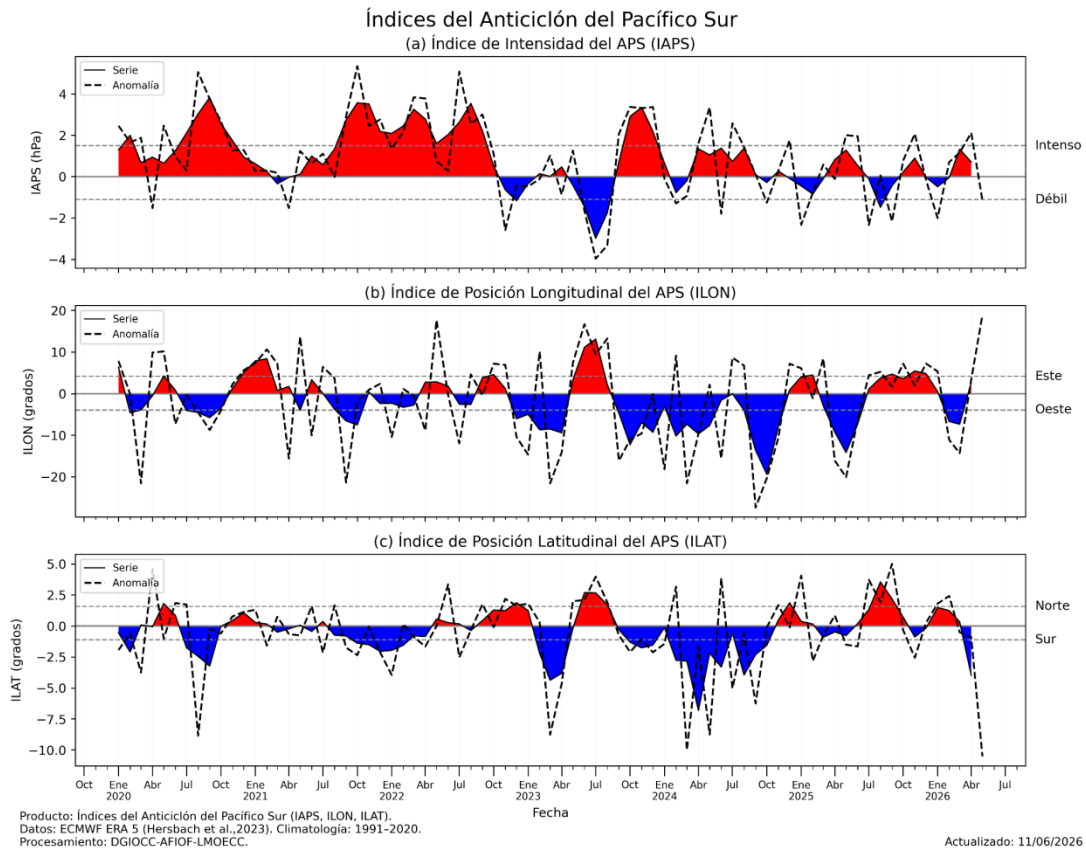 Índices del Anticiclón del Pacífico Sur
(a) Índice de Intensidad del APS (IAPS)
Serie
Anomalía
IAPS (hPa)
4
2
0
−2
−4
Intenso
Débil
(b) Índice de Posición Longitudinal del APS (ILON)
Serie
Anomalía
ILON (grados)
20
10
0
−10
−20
Este
Oeste
(c) Índice de Posición Latitudinal del APS (ILAT)
Serie
Anomalía
ILAT (grados)
5.0
2.5
0.0
−2.5
−5.0
−7.5
−10.0
Norte
Sur
Oct Ene Abr Jul Oct Ene Abr Jul Oct Ene Abr Jul Oct Ene Abr Jul Oct Ene Abr Jul Oct Ene Abr Jul Oct Ene Abr Jul
2020 2021 2022 2023 2024 2025 2026
Fecha
Producto: Índices del Anticiclón del Pacífico Sur (IAPS, ILON, ILAT).
Datos: ECMWF ERA 5 (Hersbach et al.,2023). Climatología: 1991–2020.
Procesamiento: DGIOCC-AFIOF-LMOECC.
Actualizado: 11/06/2026